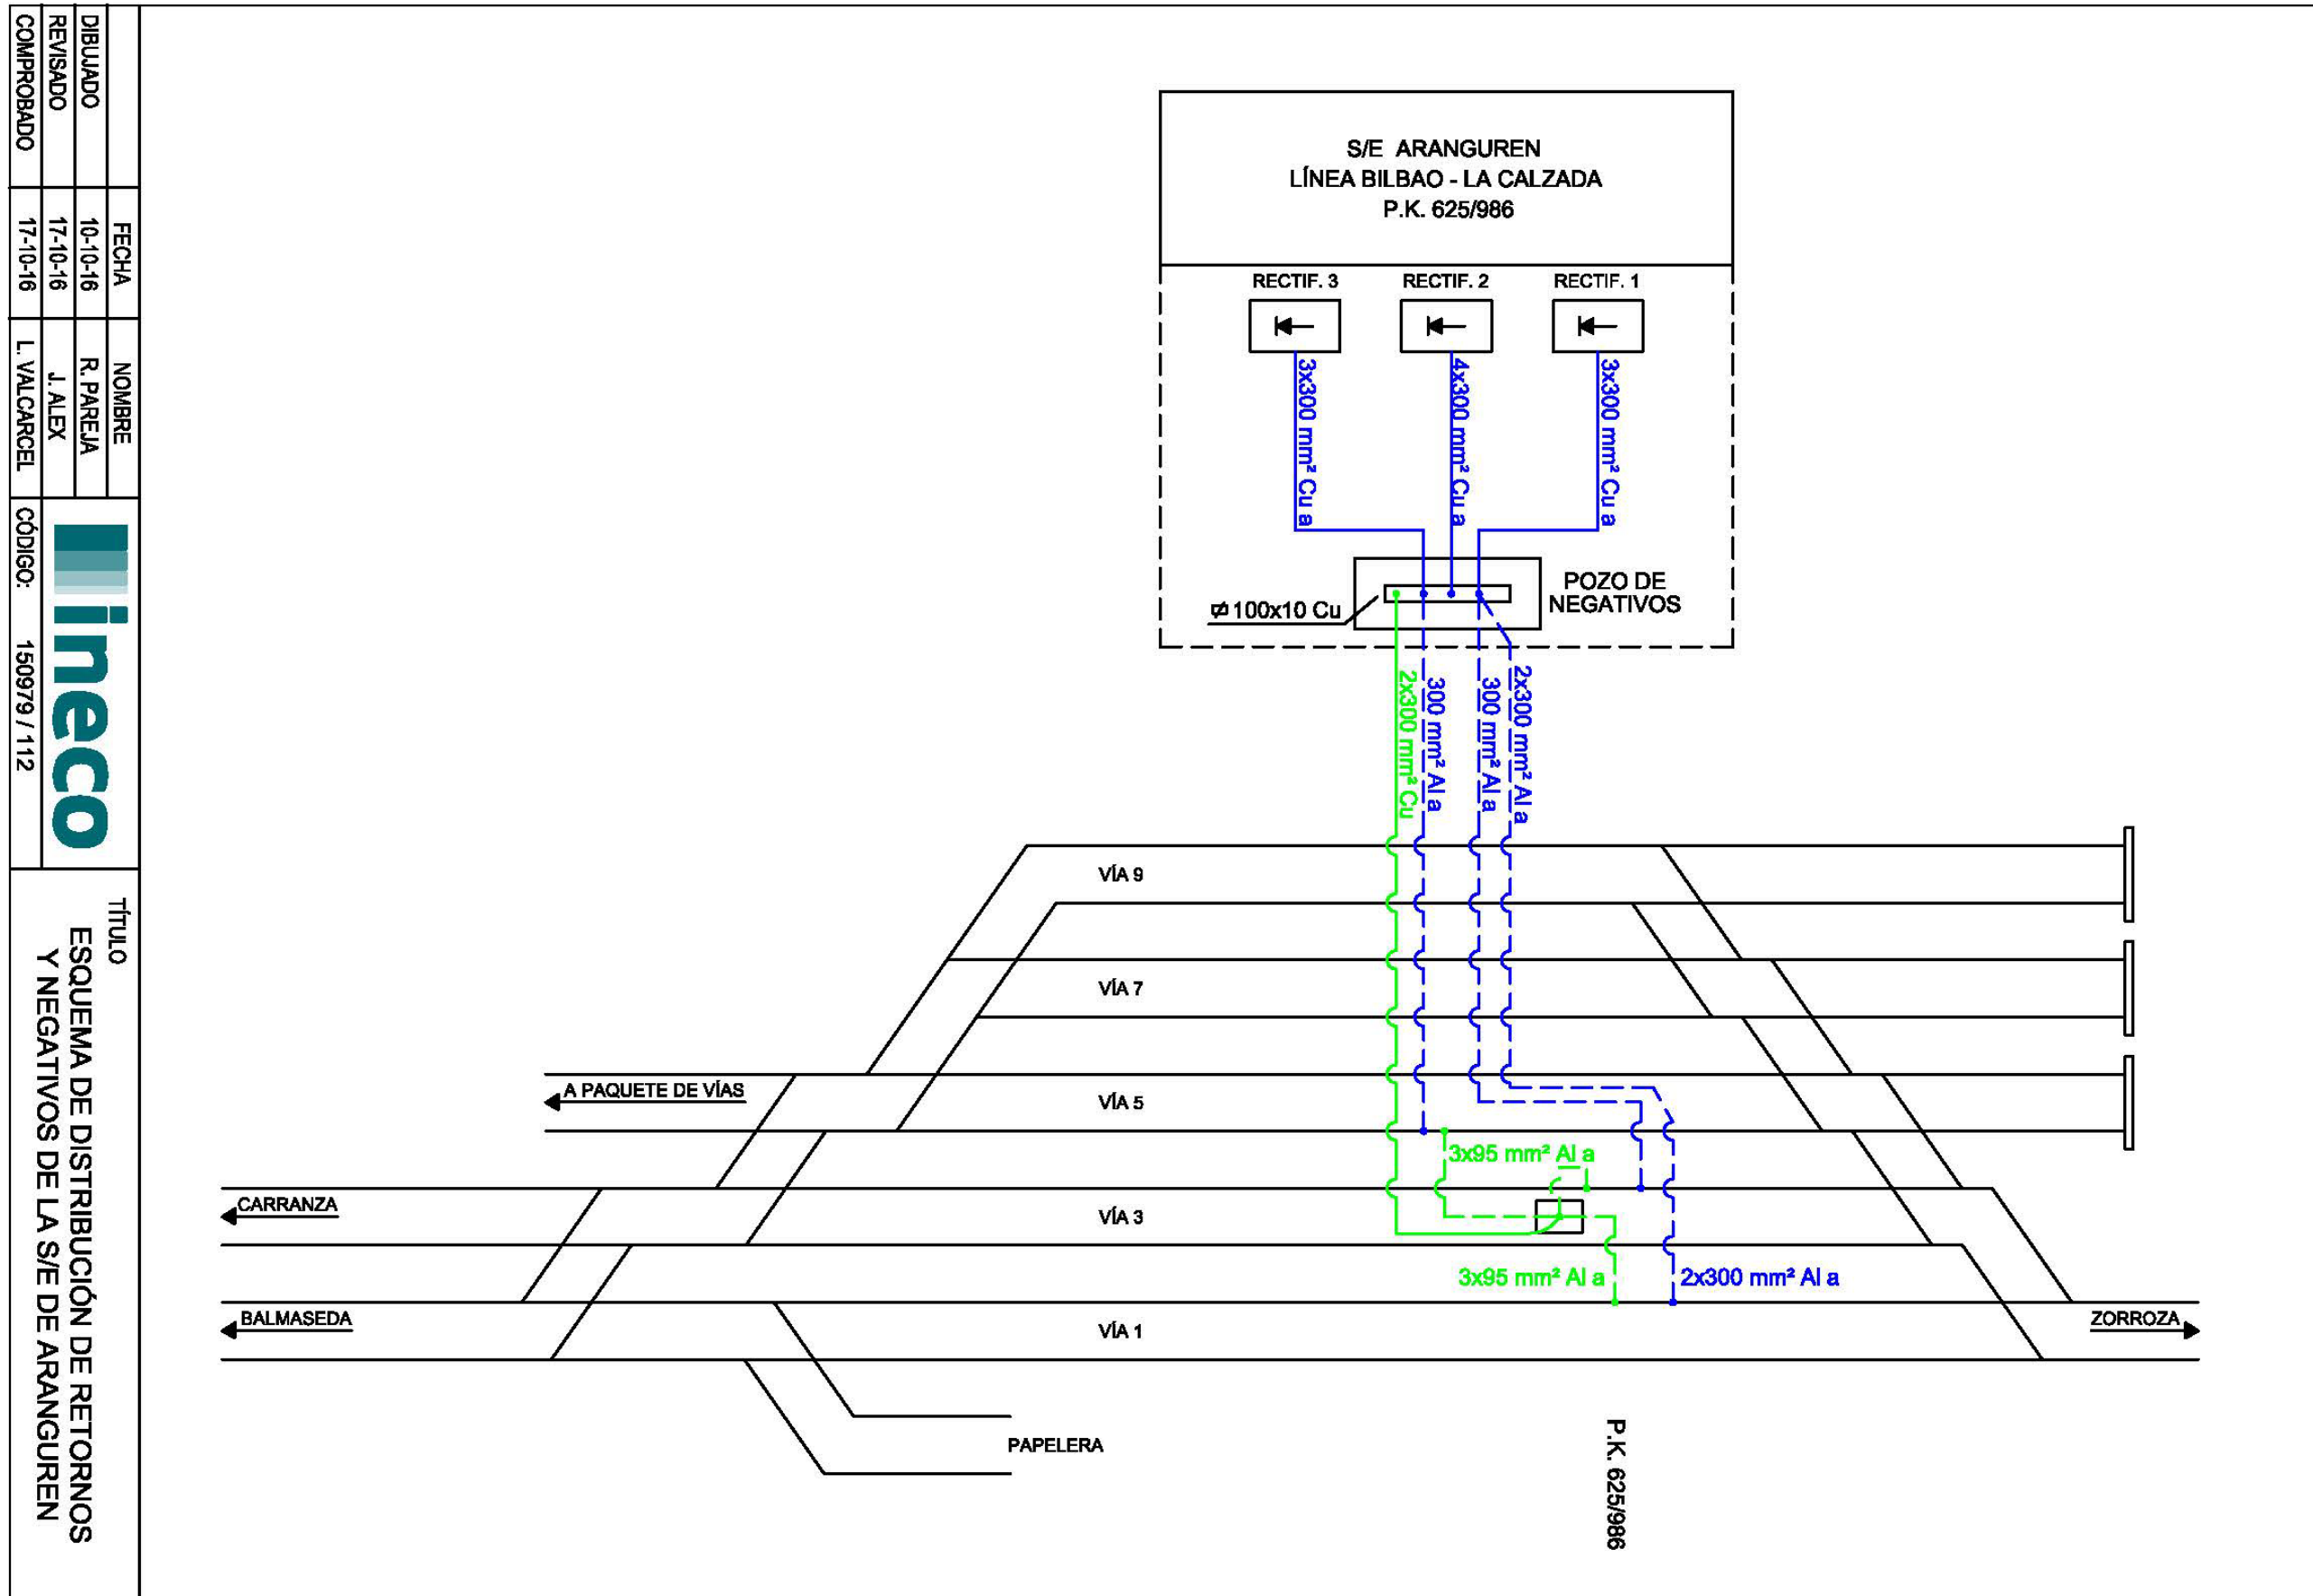 S/E ARANGUREN
LÍNEA BILBAO - LA CALZADA
P.K. 625/986
RECTIF. 3
RECTIF. 2
RECTIF. 1
3x300 mm² Cu a
4x300 mm² Cu a
3x300 mm² Cu a
POZO DE
NEGATIVOS
100x10 Cu
2x300 mm² Cu
300 mm² Al a
300 mm² Al a
2x300 mm² Al a
VÍA 9
VÍA 7
A PAQUETE DE VÍAS
VÍA 5
3x95 mm² Al a
CARRANZA
VÍA 3
3x95 mm² Al a
2x300 mm² Al a
BALMASEDA
VÍA 1
ZORROZA
PAPELERA
P.K. 625/986
FECHA
NOMBRE
DIBUJADO
10-10-16
R. PAREJA
REVISADO
17-10-16
J. ALEX
COMPROBADO
17-10-16
L. VALCARCEL
ineco
CÓDIGO:
150979 / 112
TÍTULO
ESQUEMA DE DISTRIBUCIÓN DE RETORNOS
Y NEGATIVOS DE LA S/E DE ARANGUREN